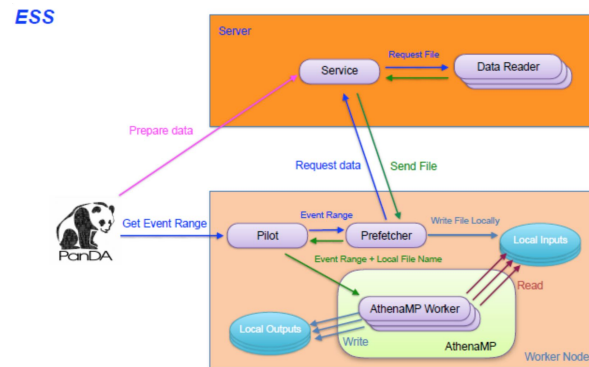 ESS
Server
Request File
Service
Data Reader
Prepare data
Request data
Send File
Get Event Range
Event Range
Write File Locally
Pilot
Prefetcher
Local Inputs
PanDA
Event Range + Local File Name
Read
AthenaMP Worker
Local Outputs
Write
AthenaMP
Worker Node